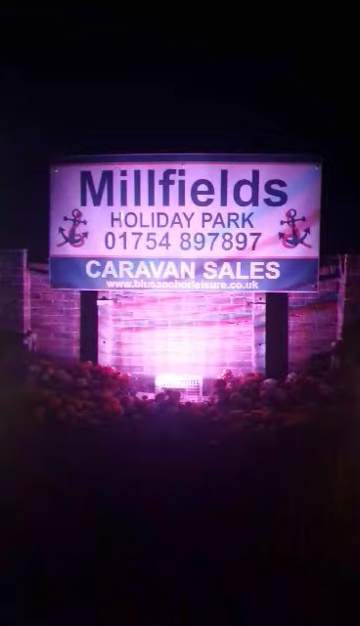 Millfields
HOLIDAY PARK
01754 897897
CARAVAN SALES
www.blueanchorleisure.co.uk